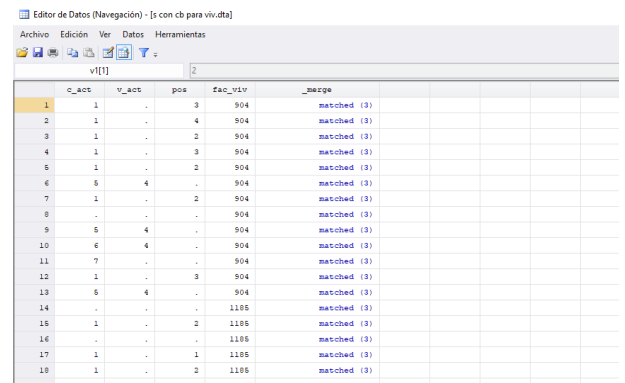 Editor de Datos (Navegación) - [s con cb para viv.dta]
Archivo Edición Ver Datos Herramientas
v1[1] 2
c_act v_act pos fac_viv _merge
1 1 . 3 904 matched (3)
2 1 . 4 904 matched (3)
3 1 . 2 904 matched (3)
4 1 . 3 904 matched (3)
5 1 . 2 904 matched (3)
6 5 4 . 904 matched (3)
7 1 . 2 904 matched (3)
8 . . . 904 matched (3)
9 5 4 . 904 matched (3)
10 6 4 . 904 matched (3)
11 7 . . 904 matched (3)
12 1 . 3 904 matched (3)
13 5 4 . 904 matched (3)
14 . . . 1185 matched (3)
15 1 . 2 1185 matched (3)
16 . . . 1185 matched (3)
17 1 . 1 1185 matched (3)
18 1 . 2 1185 matched (3)